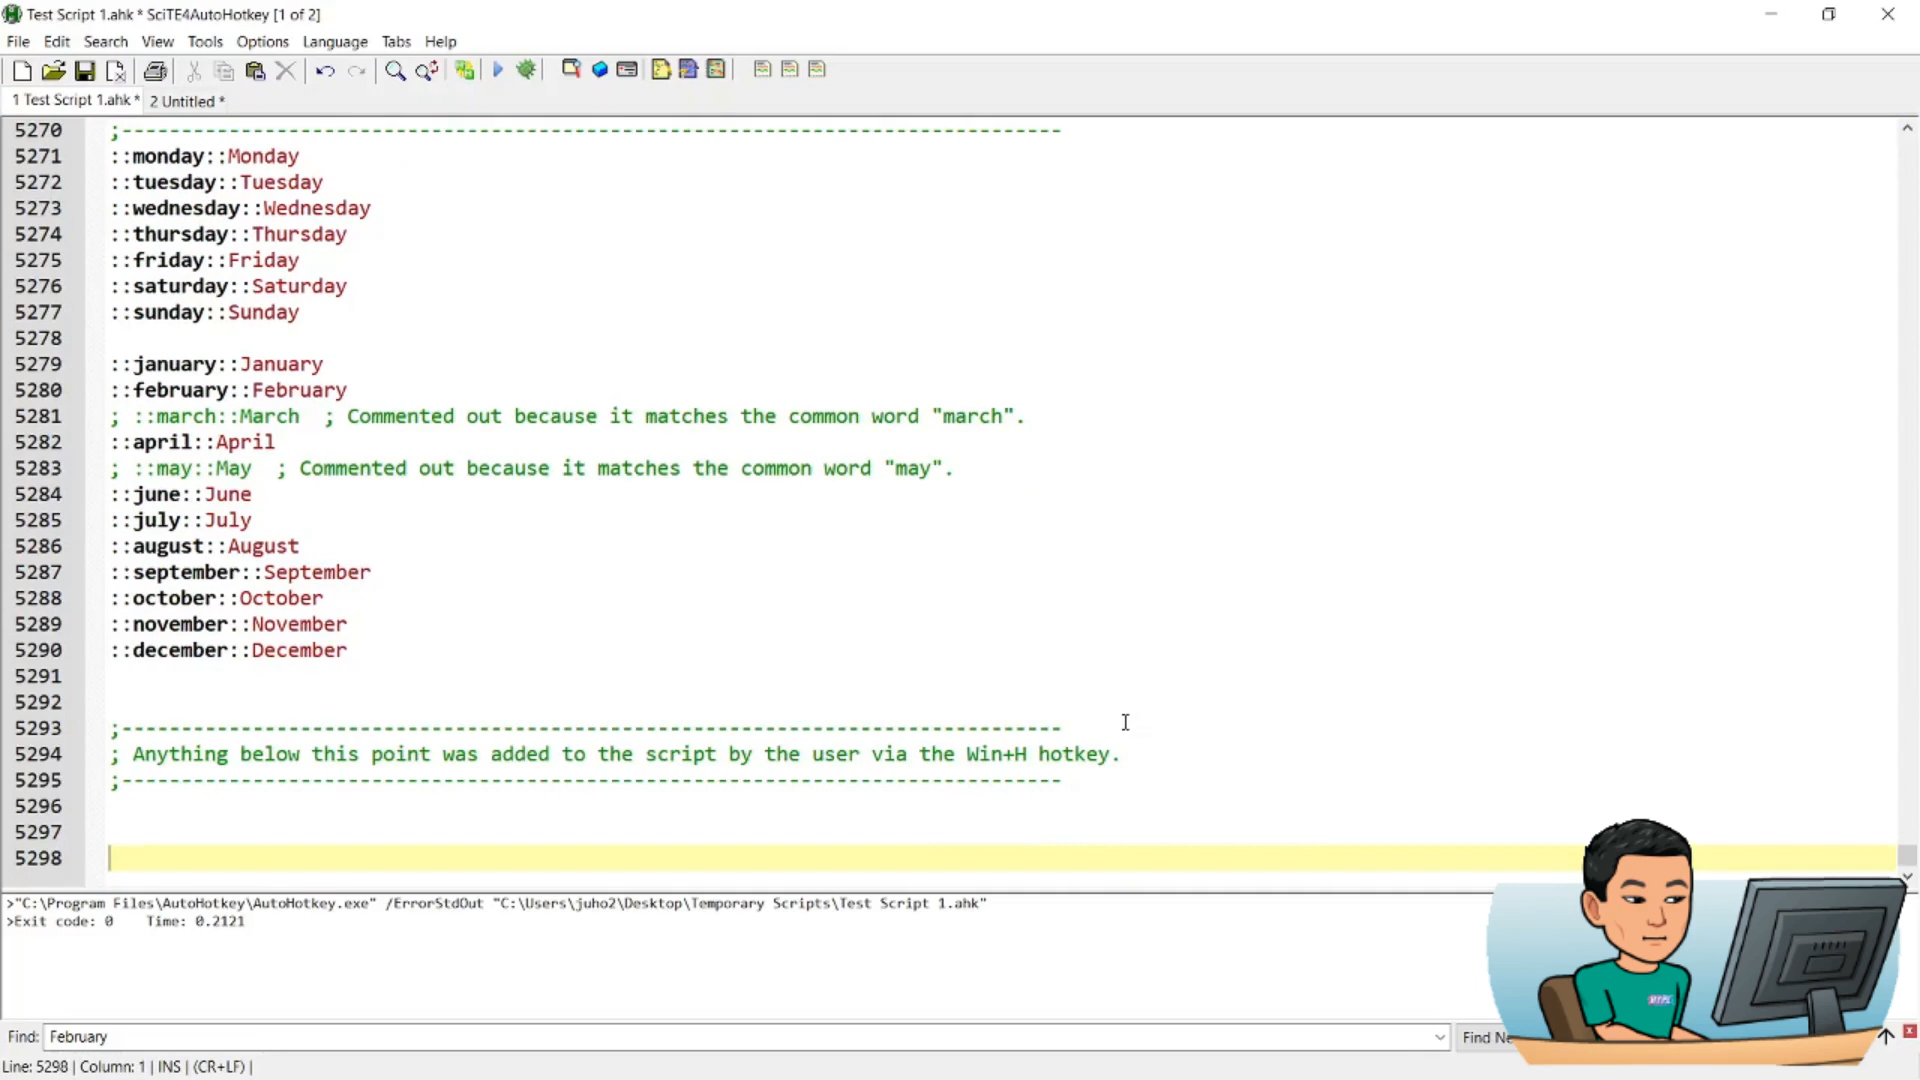 Test Script 1.ahk * SciTE4AutoHotkey [1 of 2]
File Edit Search View Tools Options Language Tabs Help
1 Test Script 1.ahk * 2 Untitled *
5270 ;-------------------------------------------------------------------------------
5271 ::monday::Monday
5272 ::tuesday::Tuesday
5273 ::wednesday::Wednesday
5274 ::thursday::Thursday
5275 ::friday::Friday
5276 ::saturday::Saturday
5277 ::sunday::Sunday
5278
5279 ::january::January
5280 ::february::February
5281 ; ::march::March  ; Commented out because it matches the common word "march".
5282 ::april::April
5283 ; ::may::May  ; Commented out because it matches the common word "may".
5284 ::june::June
5285 ::july::July
5286 ::august::August
5287 ::september::September
5288 ::october::October
5289 ::november::November
5290 ::december::December
5291
5292
5293 ;-------------------------------------------------------------------------------
5294 ; Anything below this point was added to the script by the user via the Win+H hotkey.
5295 ;-------------------------------------------------------------------------------
5296
5297
5298
>"C:\Program Files\AutoHotkey\AutoHotkey.exe" /ErrorStdOut "C:\Users\juho2\Desktop\Temporary Scripts\Test Script 1.ahk"
>Exit code: 0    Time: 0.2121
Find: February Find Ne
Line: 5298 | Column: 1 | INS | (CR+LF) |